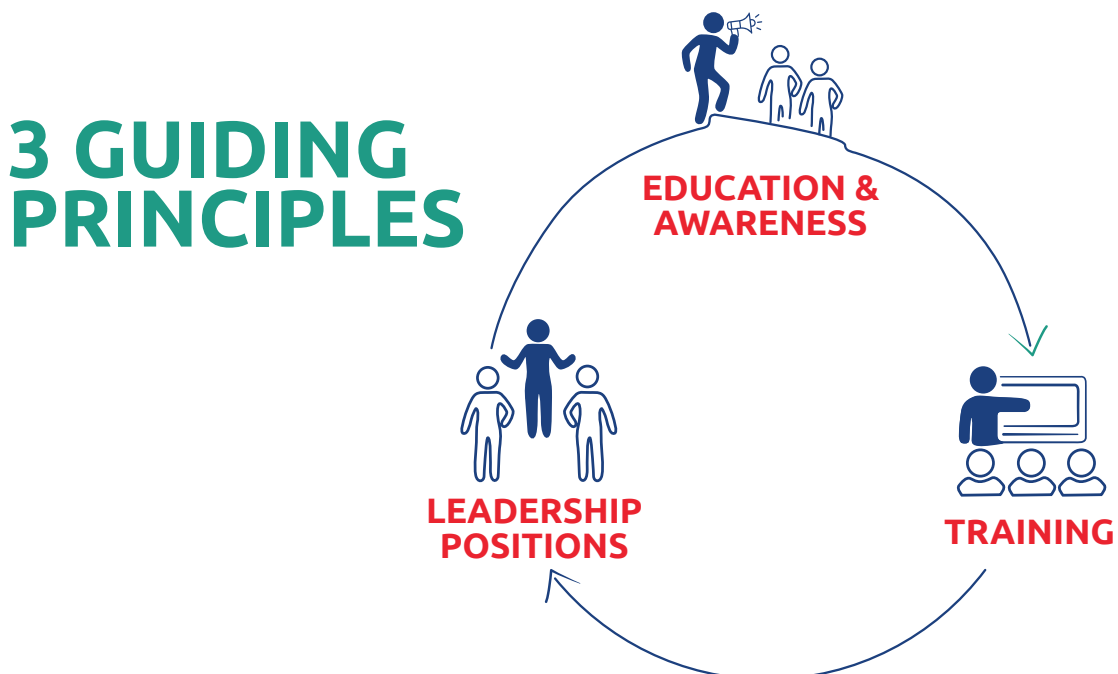 3 GUIDING
PRINCIPLES
EDUCATION &
AWARENESS
LEADERSHIP
POSITIONS
TRAINING